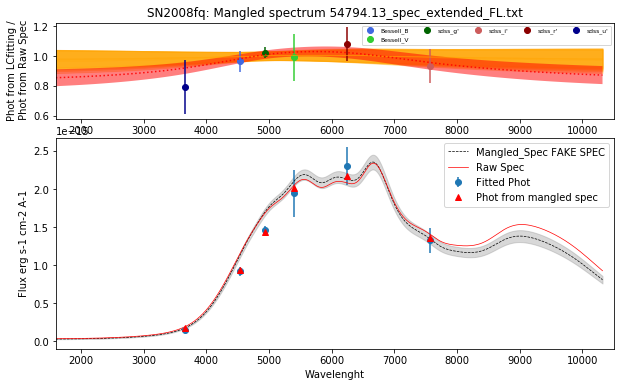 SN2008fq: Mangled spectrum 54794.13_spec_extended_FL.txt
Phot from LCfitting /
Phot from Raw Spec
1.2
1.0
0.8
0.6
Bessell_B
Bessell_V
sdss_g'
sdss_i'
sdss_r'
sdss_u'
2000 3000 4000 5000 6000 7000 8000 9000 10000
Flux erg s-1 cm-2 A-1
2.5
2.0
1.5
1.0
0.5
0.0
Mangled_Spec FAKE SPEC
Raw Spec
Fitted Phot
Phot from mangled spec
2000 3000 4000 5000 6000 7000 8000 9000 10000
Wavelenght